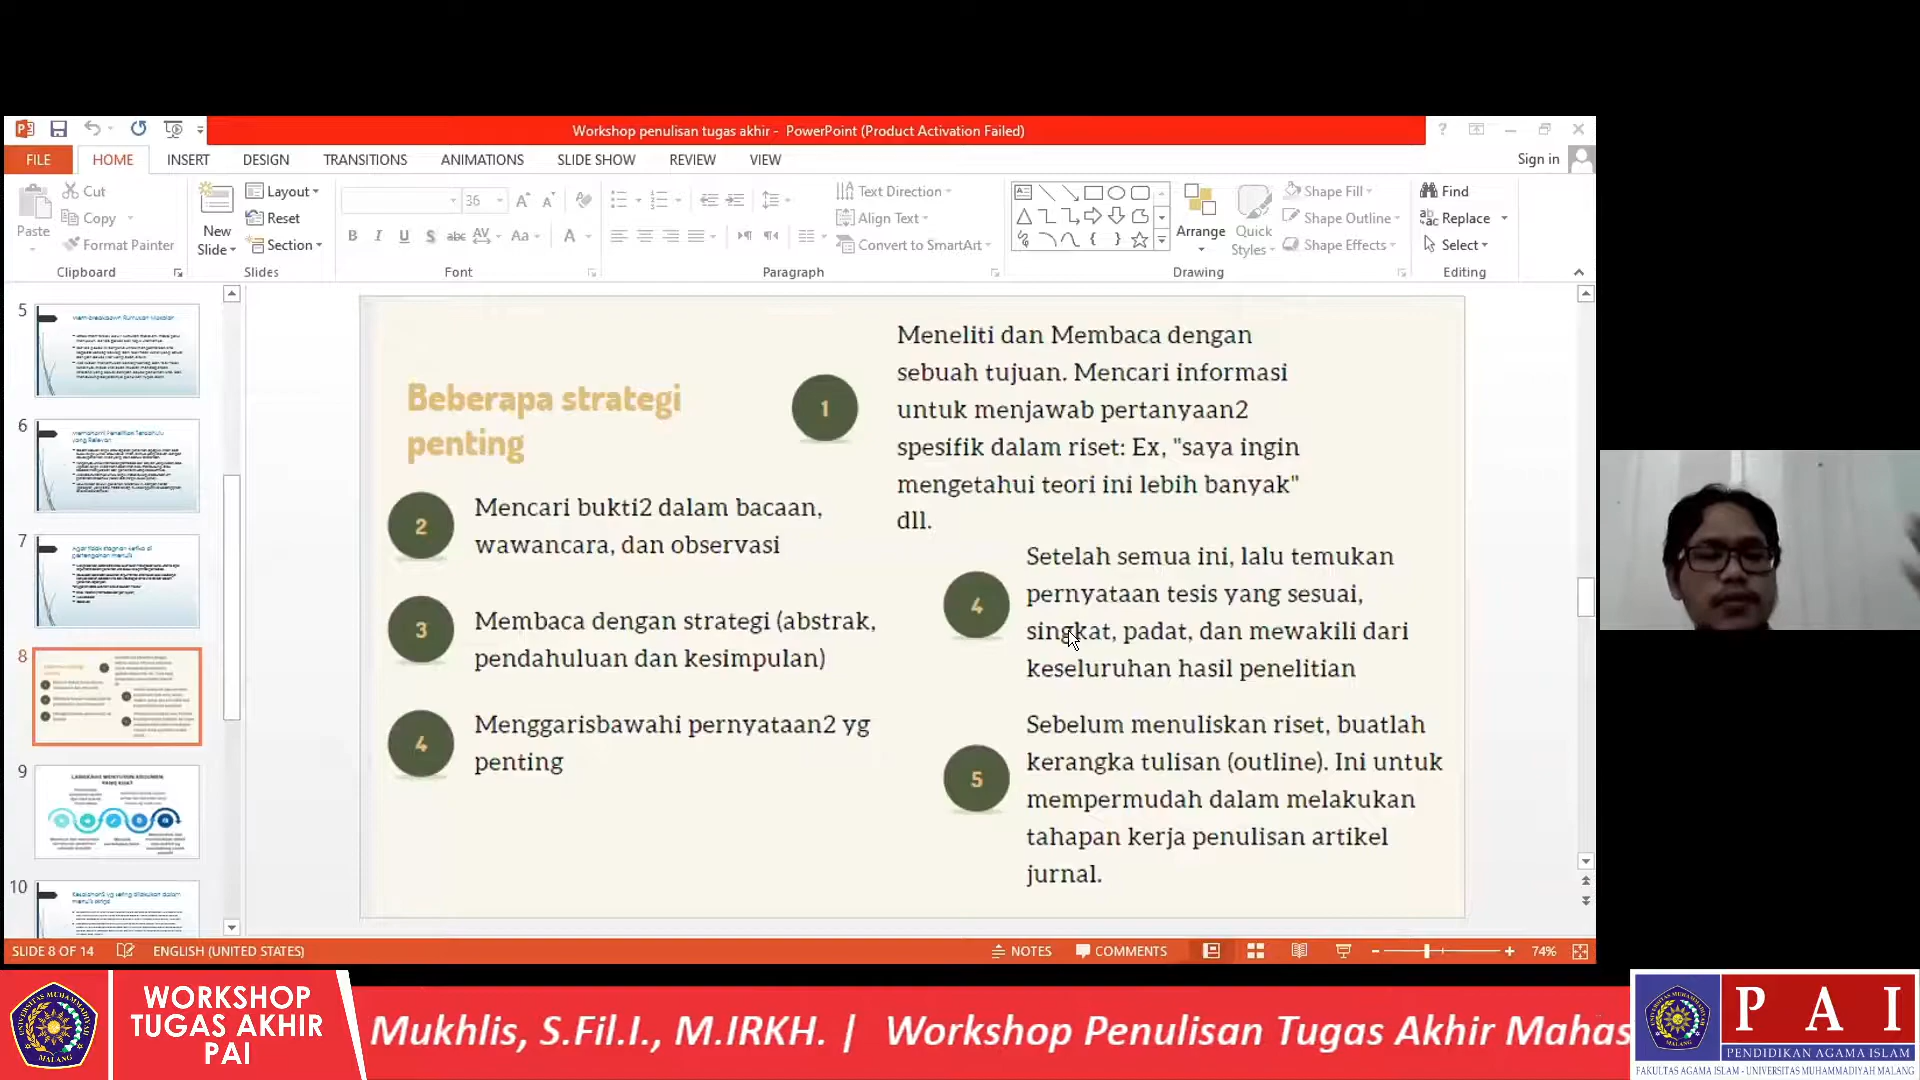 Workshop penulisan tugas akhir - PowerPoint (Product Activation Failed)
FILE
HOME
INSERT
DESIGN
TRANSITIONS
ANIMATIONS
SLIDE SHOW
REVIEW
VIEW
Sign in
Paste
Cut
Copy
Format Painter
Clipboard
New
Slide
Layout
Reset
Section
Slides
36
Font
Text Direction
Align Text
Convert to SmartArt
Paragraph
Arrange
Quick
Styles
Shape Fill
Shape Outline
Shape Effects
Drawing
Find
Replace
Select
Editing
5
6
7
8
9
10
Beberapa strategi
penting
1
Meneliti dan Membaca dengan
sebuah tujuan. Mencari informasi
untuk menjawab pertanyaan2
spesifik dalam riset: Ex, "saya ingin
mengetahui teori ini lebih banyak"
dll.
2
Mencari bukti2 dalam bacaan,
wawancara, dan observasi
3
Membaca dengan strategi (abstrak,
pendahuluan dan kesimpulan)
4
Menggarisbawahi pernyataan2 yg
penting
4
Setelah semua ini, lalu temukan
pernyataan tesis yang sesuai,
singkat, padat, dan mewakili dari
keseluruhan hasil penelitian
5
Sebelum menuliskan riset, buatlah
kerangka tulisan (outline). Ini untuk
mempermudah dalam melakukan
tahapan kerja penulisan artikel
jurnal.
SLIDE 8 OF 14
ENGLISH (UNITED STATES)
NOTES
COMMENTS
74%
WORKSHOP
TUGAS AKHIR
PAI
Mukhlis, S.Fil.I., M.IRKH. | Workshop Penulisan Tugas Akhir Mahas
PAI
PENDIDIKAN AGAMA ISLAM
FAKULTAS AGAMA ISLAM - UNIVERSITAS MUHAMMADIYAH MALANG